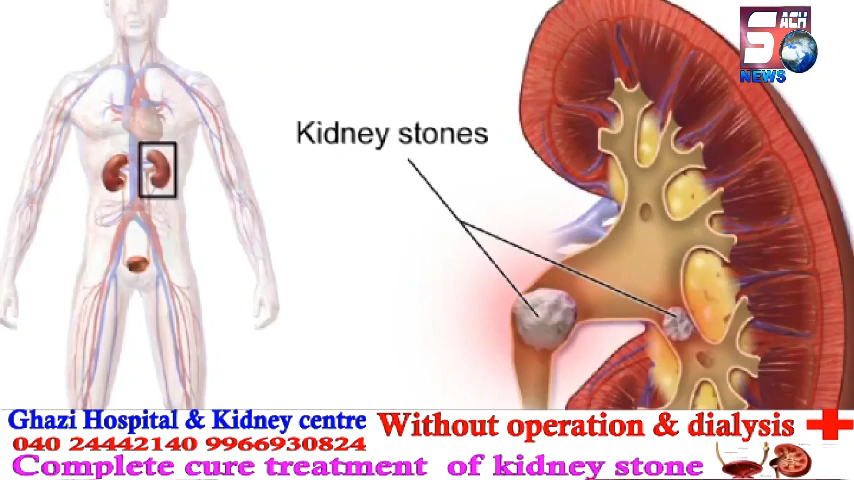 SACH
NEWS
Kidney stones
Ghazi Hospital & Kidney centre
040 24442140 9966930824
Without operation & dialysis
Complete cure treatment of kidney stone